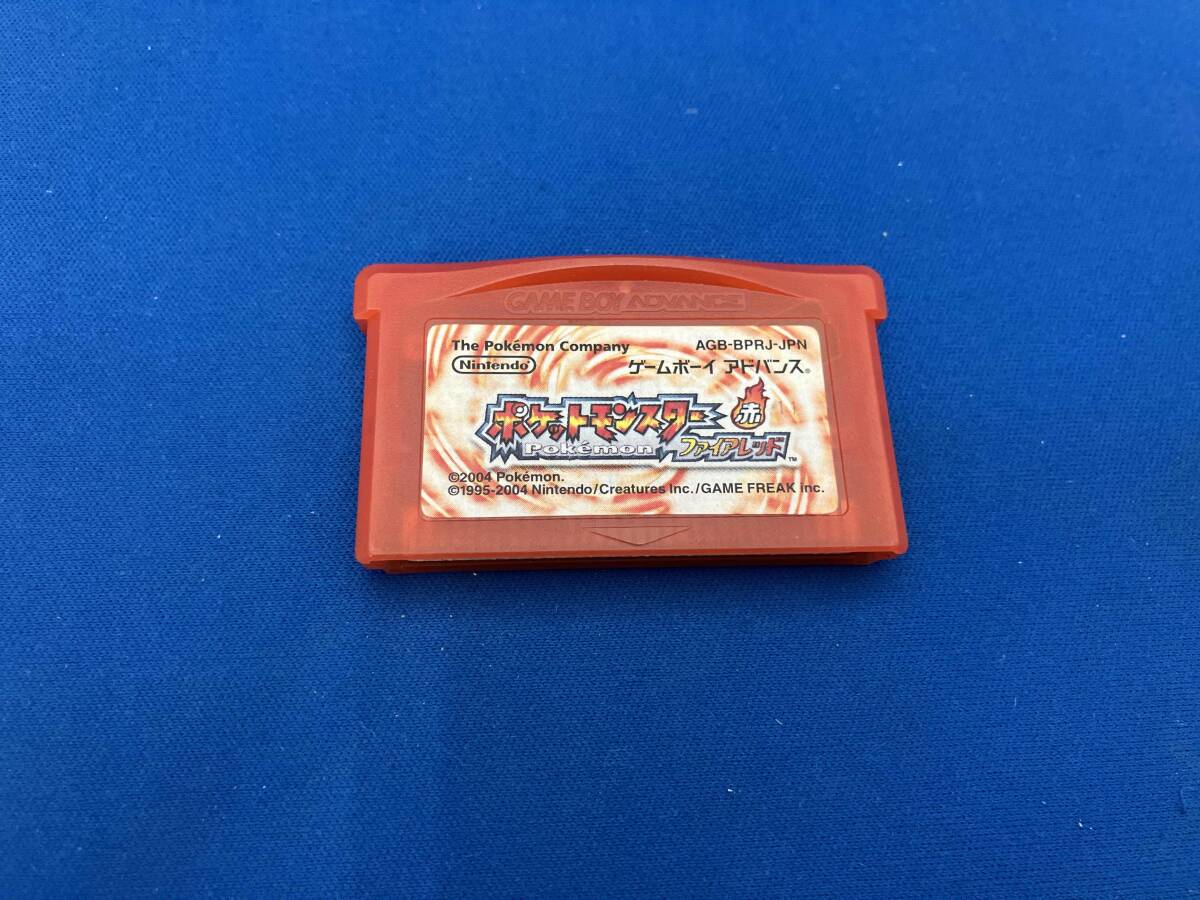 GAME BOY ADVANCE
The Pokémon Company AGB-BPRJ-JPN
Nintendo® ゲームボーイ アドバンス®
ポケットモンスター 赤
Pokémon ファイアレッド™
©2004 Pokémon.
©1995-2004 Nintendo/Creatures Inc./GAME FREAK inc.